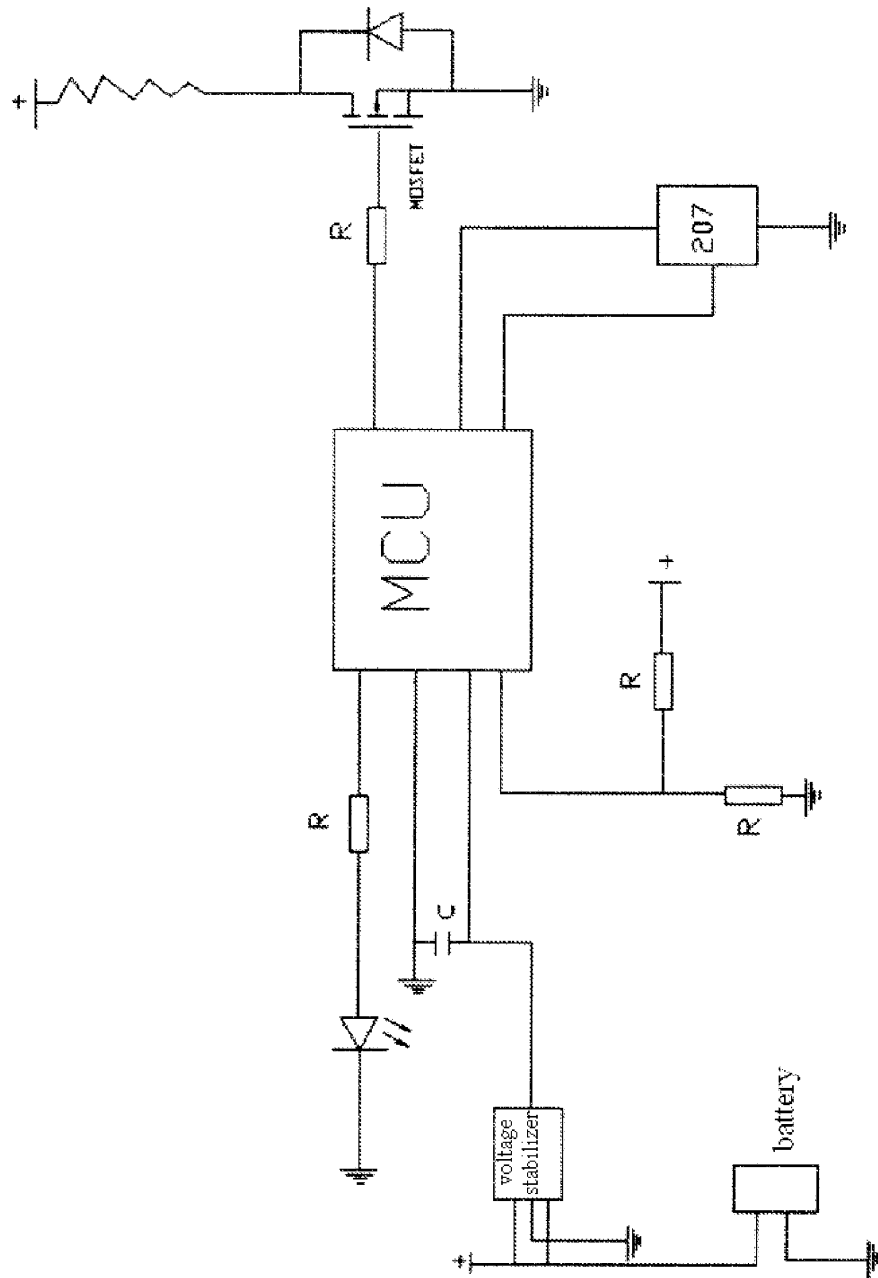 +
R
MOSFET
207
MCU
+
R
R
R
C
voltage
stabilizer
battery
+